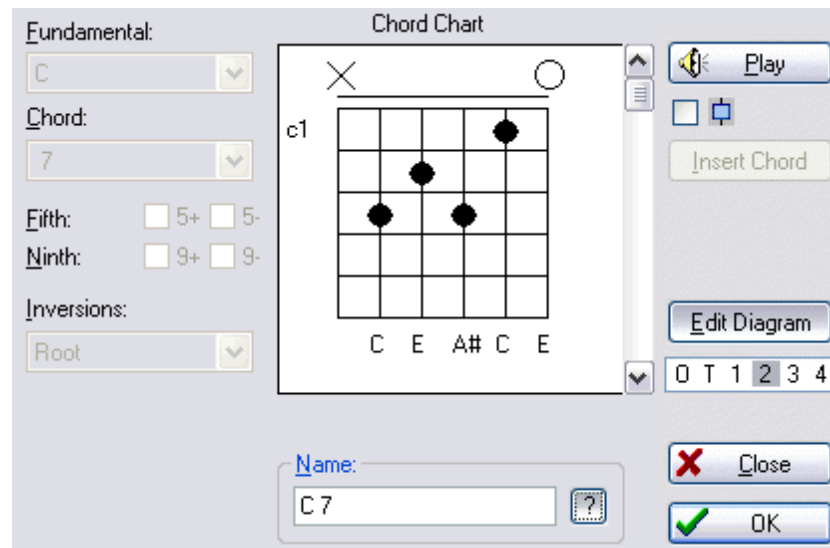 Fundamental:
C
Chord:
7
Fifth: 5+ 5-
Ninth: 9+ 9-
Inversions:
Root
Chord Chart
c1
C E A# C E
Name:
C 7
?
Play
Insert Chord
Edit Diagram
O T 1 2 3 4
Close
OK